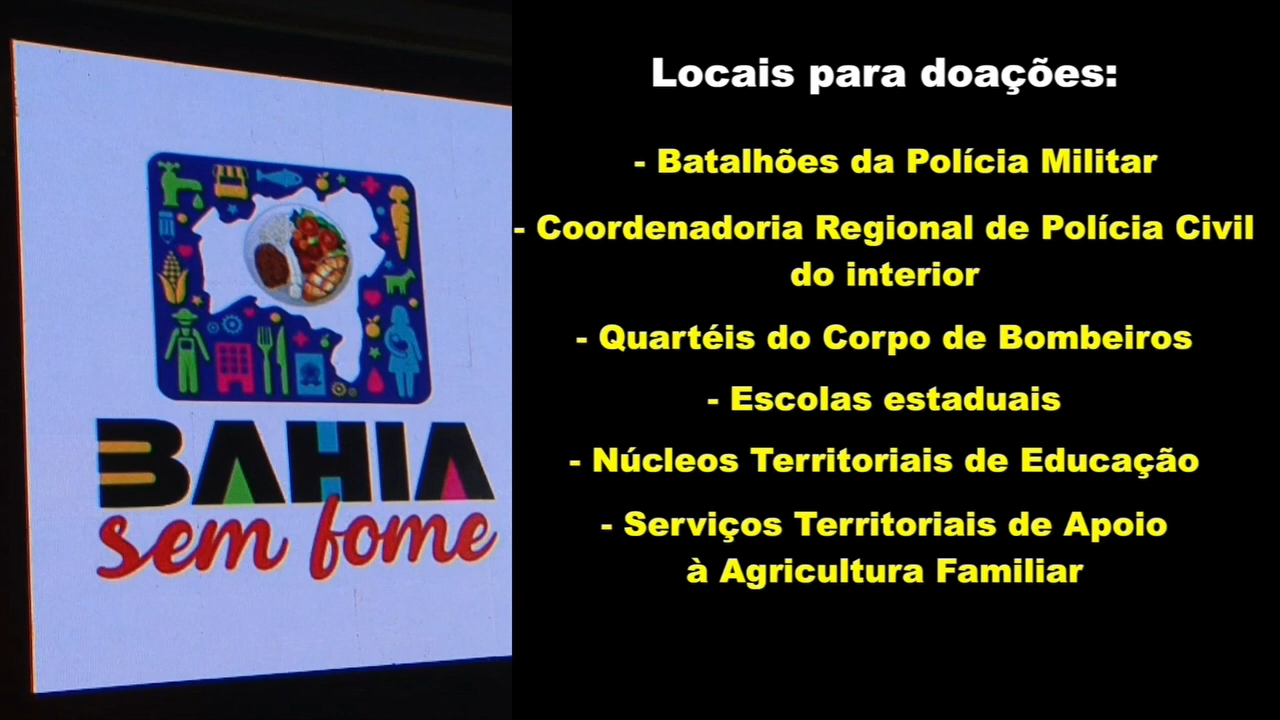 BAHIA
sem fome
Locais para doações:
- Batalhões da Polícia Militar
- Coordenadoria Regional de Polícia Civil
do interior
- Quartéis do Corpo de Bombeiros
- Escolas estaduais
- Núcleos Territoriais de Educação
- Serviços Territoriais de Apoio
à Agricultura Familiar